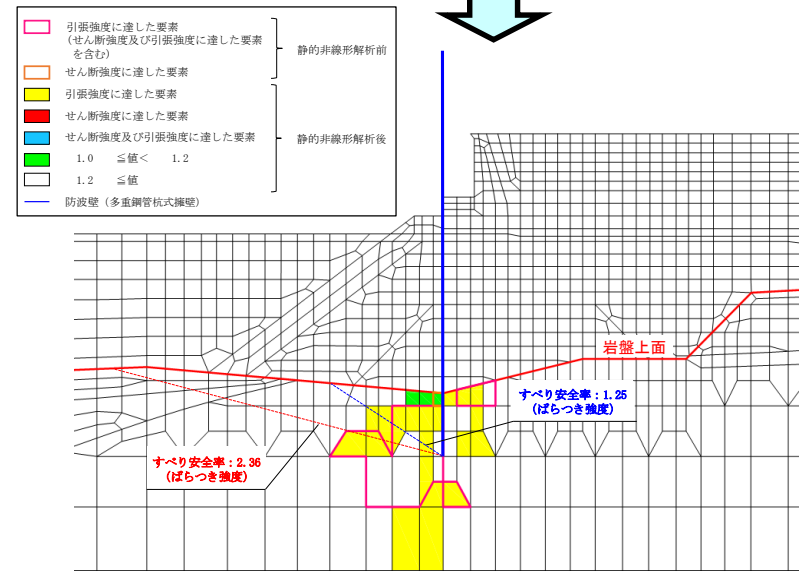 引張強度に達した要素
(せん断強度及び引張強度に達した要素
を含む)
せん断強度に達した要素
静的非線形解析前
引張強度に達した要素
せん断強度に達した要素
せん断強度及び引張強度に達した要素
1.0 ≦値< 1.2
1.2 ≦値
静的非線形解析後
防波壁(多重鋼管杭式擁壁)
岩盤上面
すべり安全率:1.25
(ばらつき強度)
すべり安全率:2.36
(ばらつき強度)